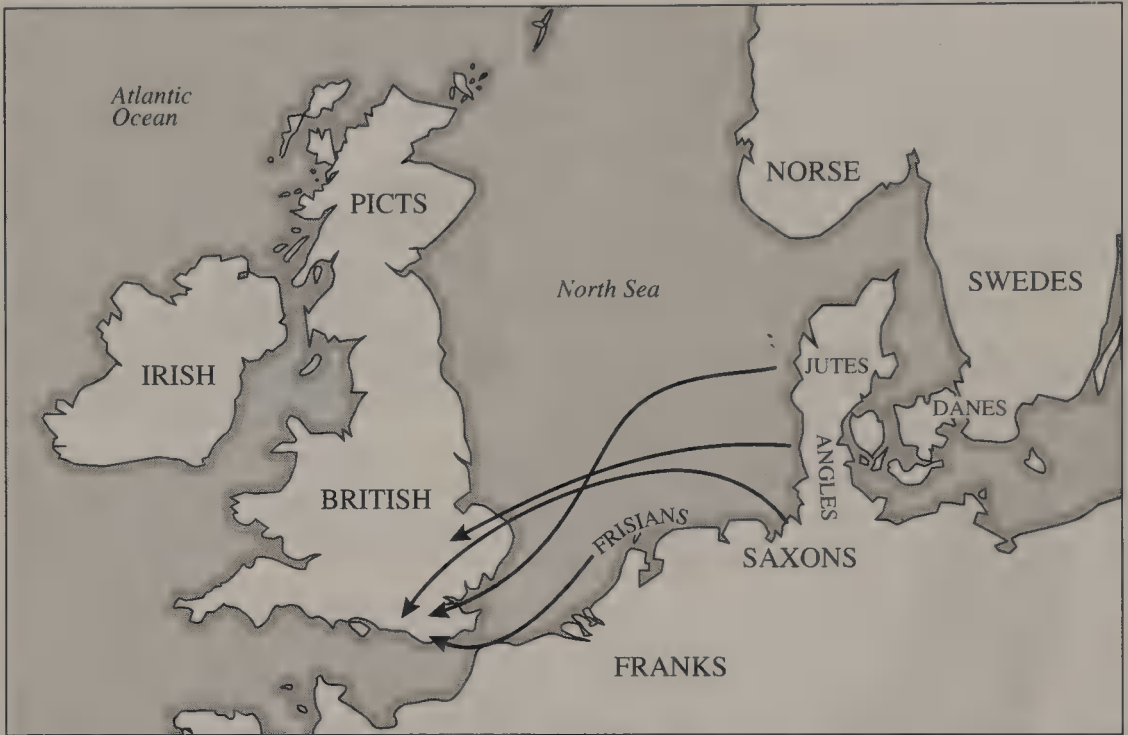 Atlantic
Ocean
NORSE
PICTS
SWEDES
North Sea
IRISH
JUTES
DANES
ANGLES
BRITISH
FRISIANS
SAXONS
FRANKS